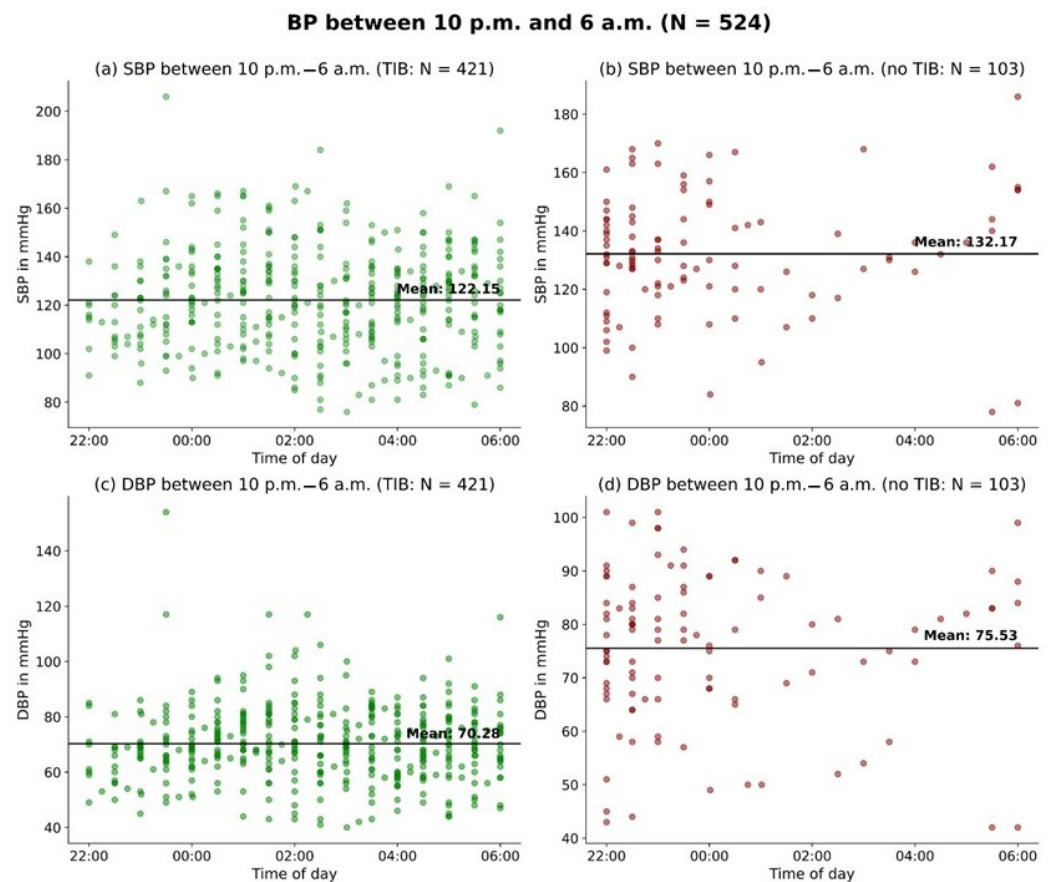 BP between 10 p.m. and 6 a.m. (N = 524)
(a) SBP between 10 p.m.−6 a.m. (TIB: N = 421)
200
180
160
140
120
100
80
SBP in mmHg
Mean: 122.15
22:00 00:00 02:00 04:00 06:00
Time of day
(b) SBP between 10 p.m.−6 a.m. (no TIB: N = 103)
180
160
140
120
100
80
SBP in mmHg
Mean: 132.17
22:00 00:00 02:00 04:00 06:00
Time of day
(c) DBP between 10 p.m.−6 a.m. (TIB: N = 421)
140
120
100
80
60
40
DBP in mmHg
Mean: 70.28
22:00 00:00 02:00 04:00 06:00
Time of day
(d) DBP between 10 p.m.−6 a.m. (no TIB: N = 103)
100
90
80
70
60
50
40
DBP in mmHg
Mean: 75.53
22:00 00:00 02:00 04:00 06:00
Time of day